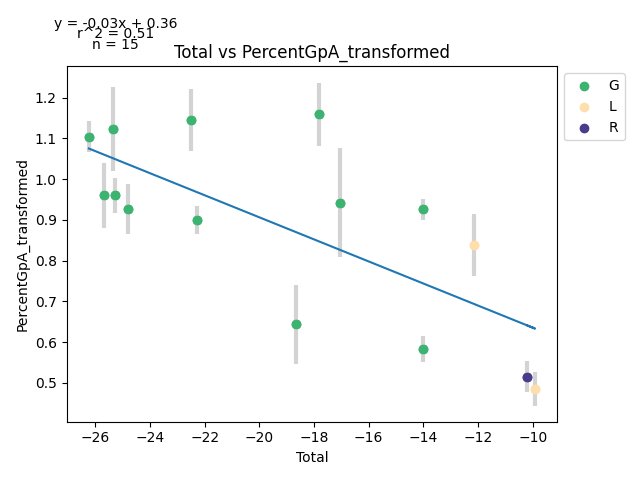 y = -0.03x + 0.36
r^2 = 0.51
n = 15
Total vs PercentGpA_transformed
G
L
R
1.2
1.1
1.0
0.9
0.8
0.7
0.6
0.5
PercentGpA_transformed
−26
−24
−22
−20
−18
−16
−14
−12
−10
Total